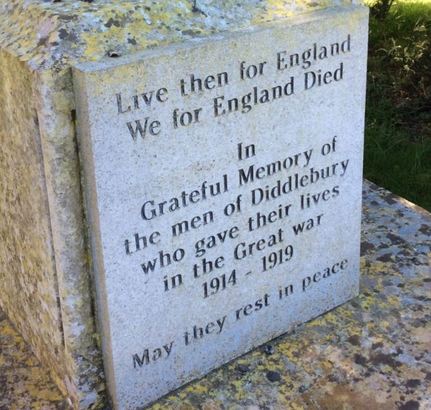 Live then for England
We for England Died
In
Grateful Memory of
the men of Diddlebury
who gave their lives
in the Great war
1914 - 1919
May they rest in peace